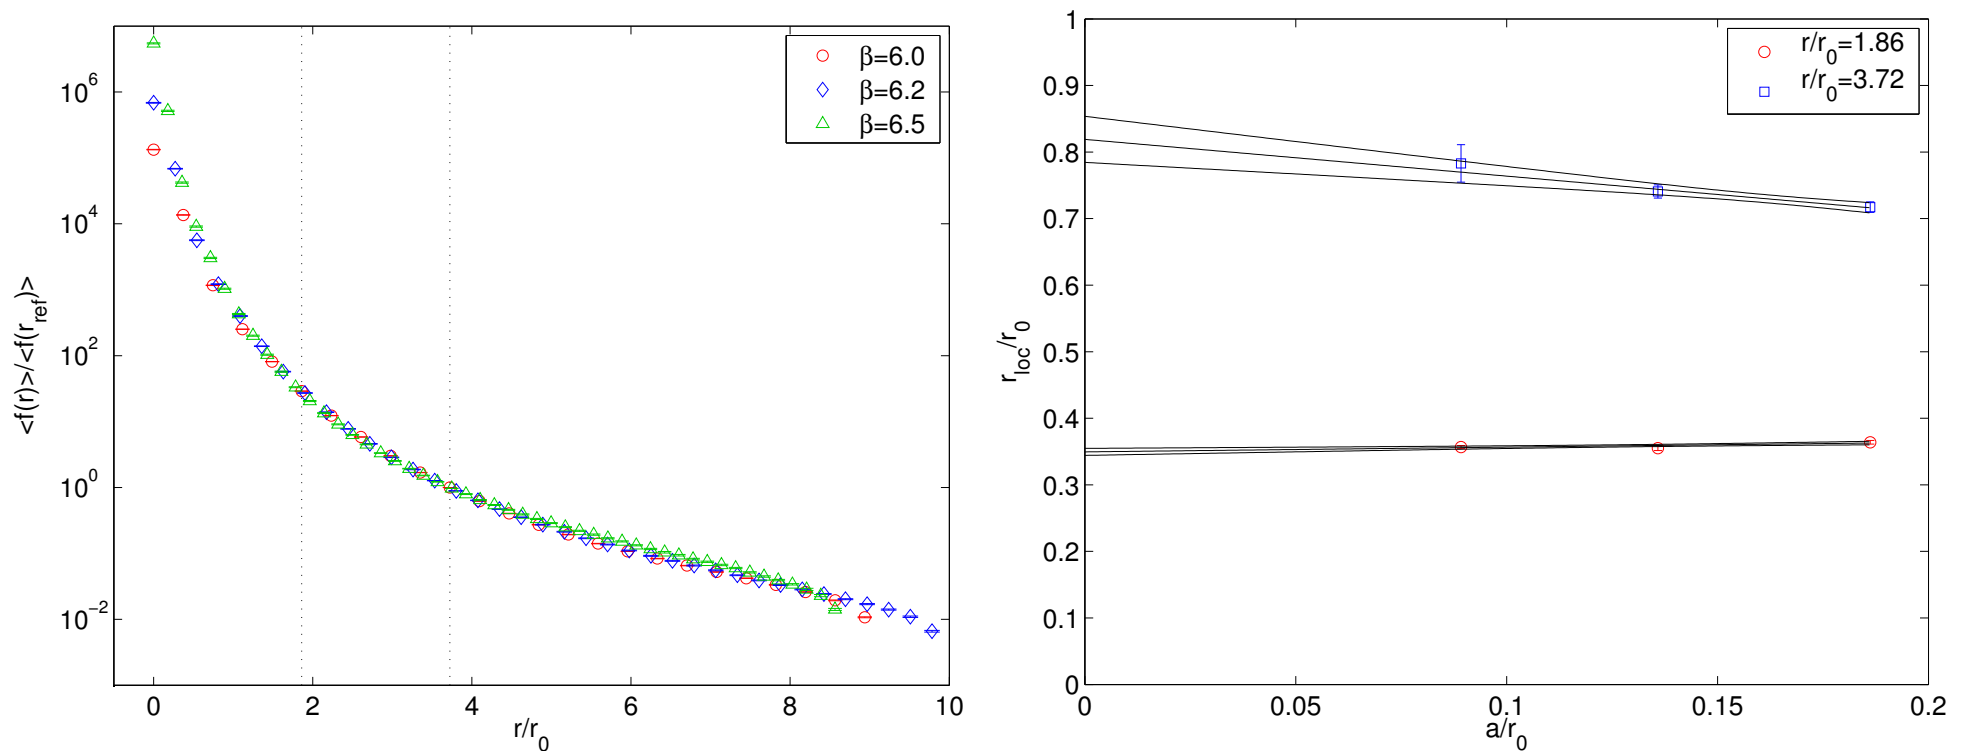 β=6.0
β=6.2
β=6.5
10^6
10^4
10^2
10^0
10^-2
<f(r)>/<f(r_ref)>
0 2 4 6 8 10
r/r_0
r/r_0=1.86
r/r_0=3.72
1
0.9
0.8
0.7
0.6
0.5
0.4
0.3
0.2
0.1
0
r_loc/r_0
0 0.05 0.1 0.15 0.2
a/r_0